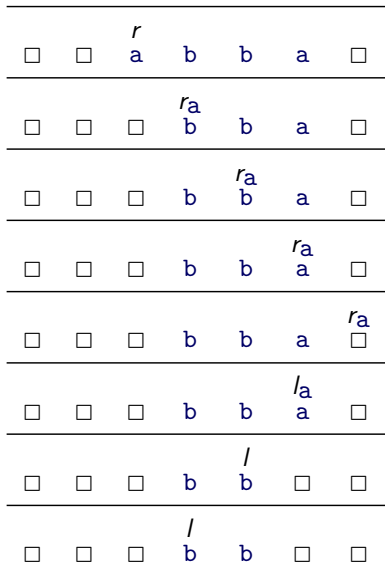 r
□ □ a b b a □
ra
□ □ □ b b a □
ra
□ □ □ b b a □
ra
□ □ □ b b a □
ra
□ □ □ b b a □
la
□ □ □ b b a □
l
□ □ □ b b □ □
l
□ □ □ b b □ □